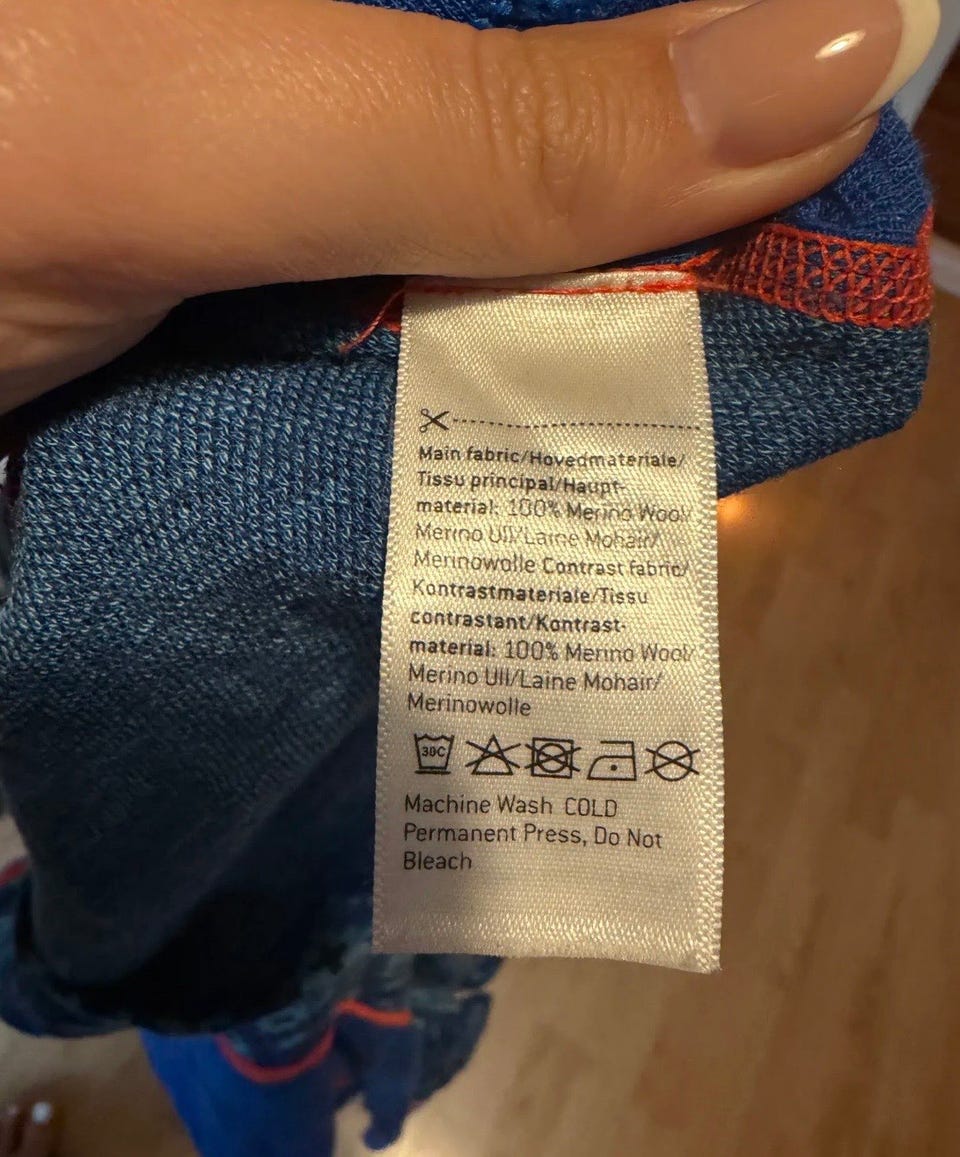 Main fabric/Hovedmateriale/
Tissu principal/Haupt-
material: 100% Merino Wool/
Merino Ull/Laine Mohair/
Merinowolle Contrast fabric/
Kontrastmateriale/Tissu
contrastant/Kontrast-
material: 100% Merino Wool/
Merino Ull/Laine Mohair/
Merinowolle
30C
Machine Wash COLD
Permanent Press, Do Not
Bleach